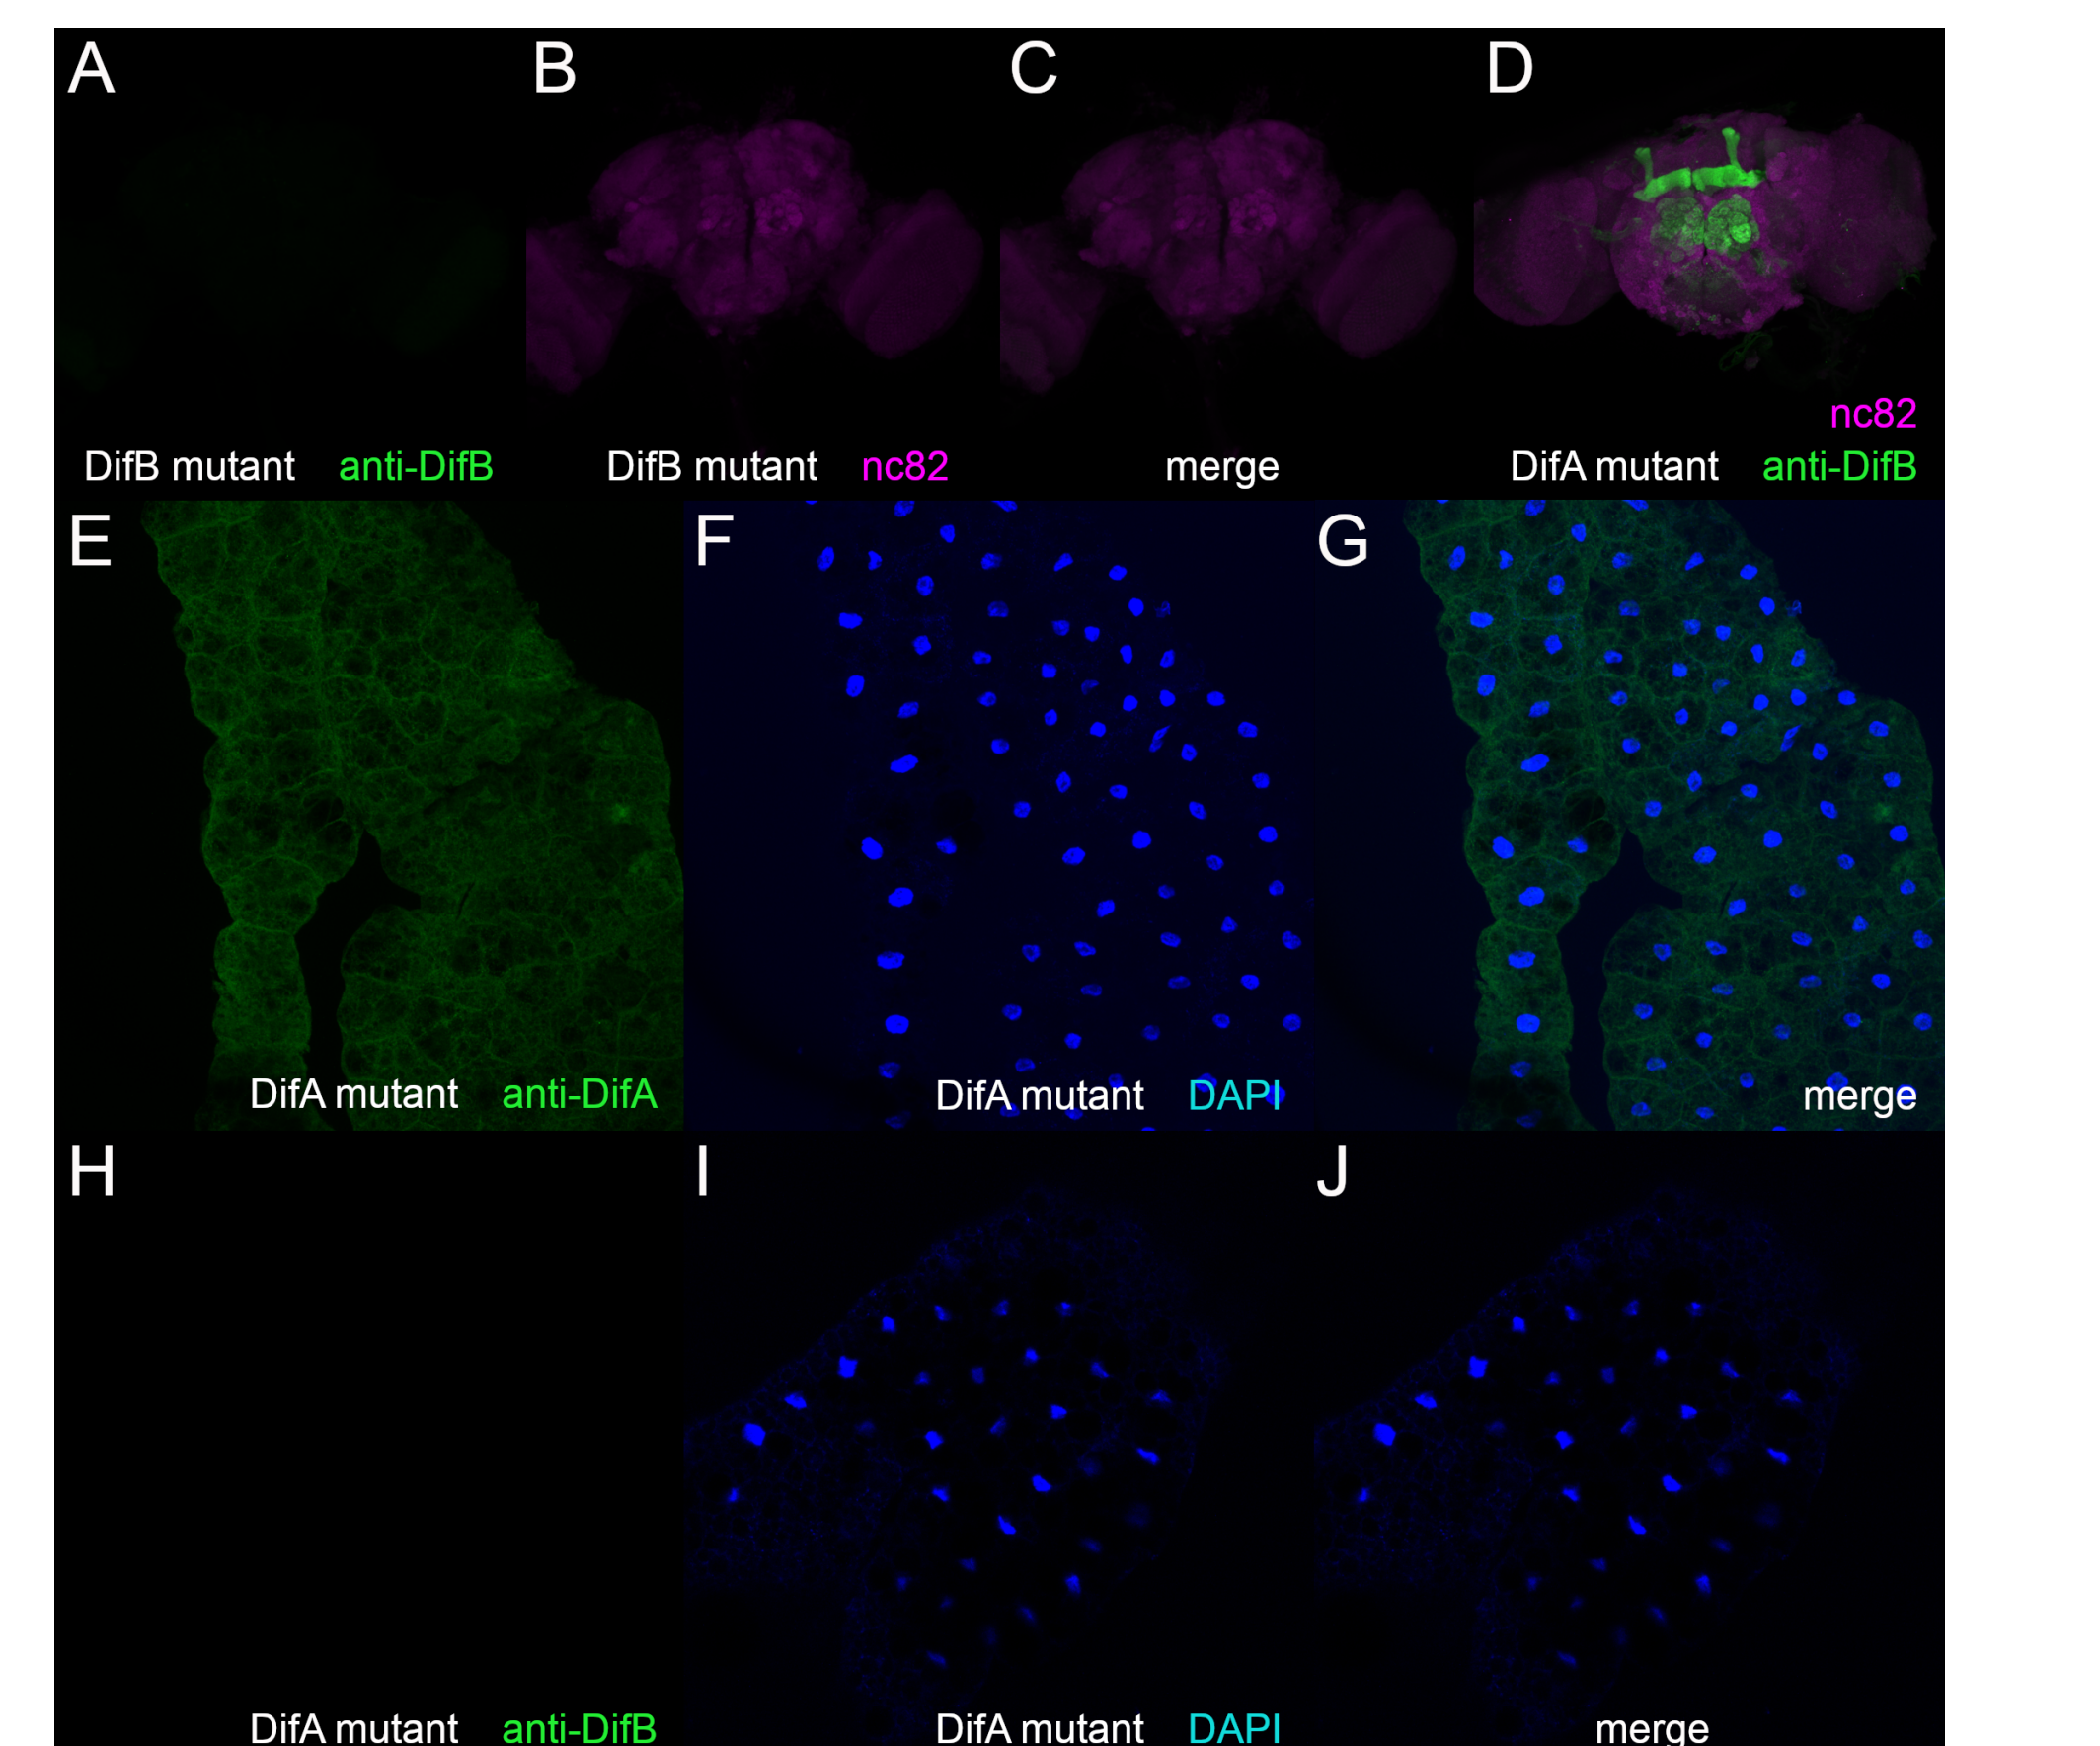 A
B
C
D
nc82
DifB mutant anti-DifB
DifB mutant nc82
merge
DifA mutant anti-DifB
E
F
G
DifA mutant anti-DifA
DifA mutant DAPI
merge
H
I
J
DifA mutant anti-DifB
DifA mutant DAPI
merge